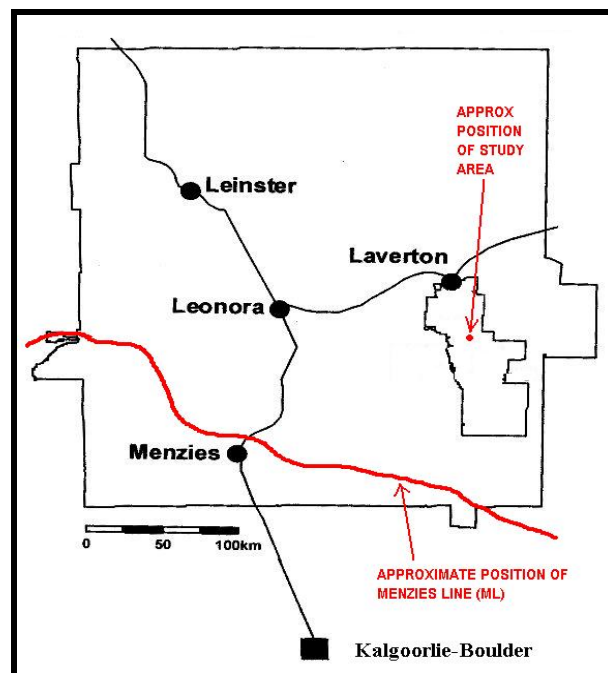 APPROX
POSITION
OF STUDY
AREA
Leinster
Laverton
Leonora
Menzies
0 50 100km
APPROXIMATE POSITION OF
MENZIES LINE (ML)
Kalgoorlie-Boulder